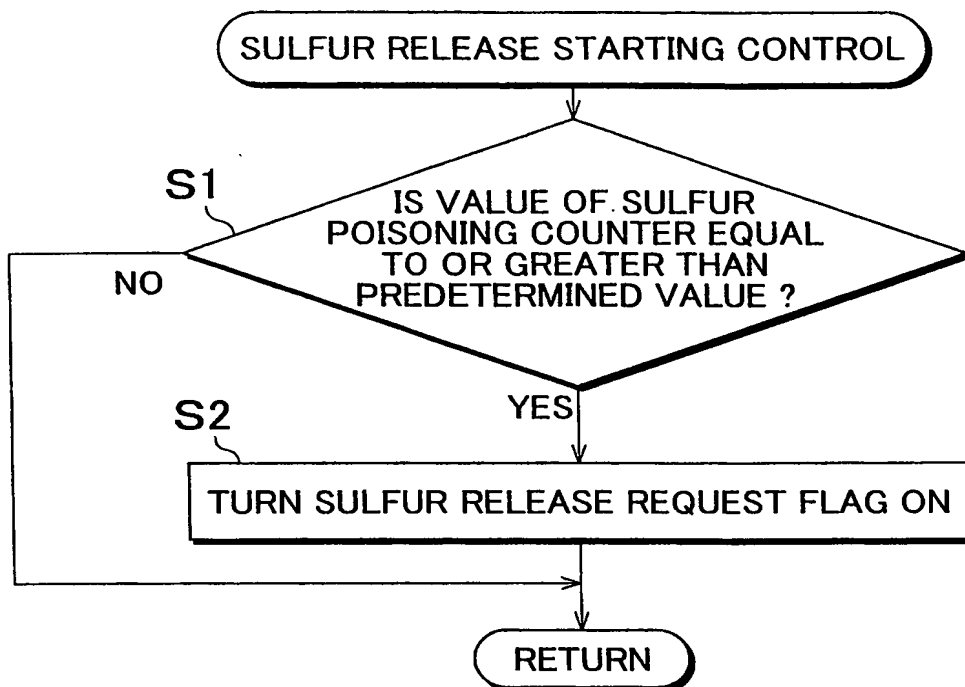 SULFUR RELEASE STARTING CONTROL
S1
IS VALUE OF SULFUR
POISONING COUNTER EQUAL
TO OR GREATER THAN
PREDETERMINED VALUE ?
NO
YES
S2
TURN SULFUR RELEASE REQUEST FLAG ON
RETURN